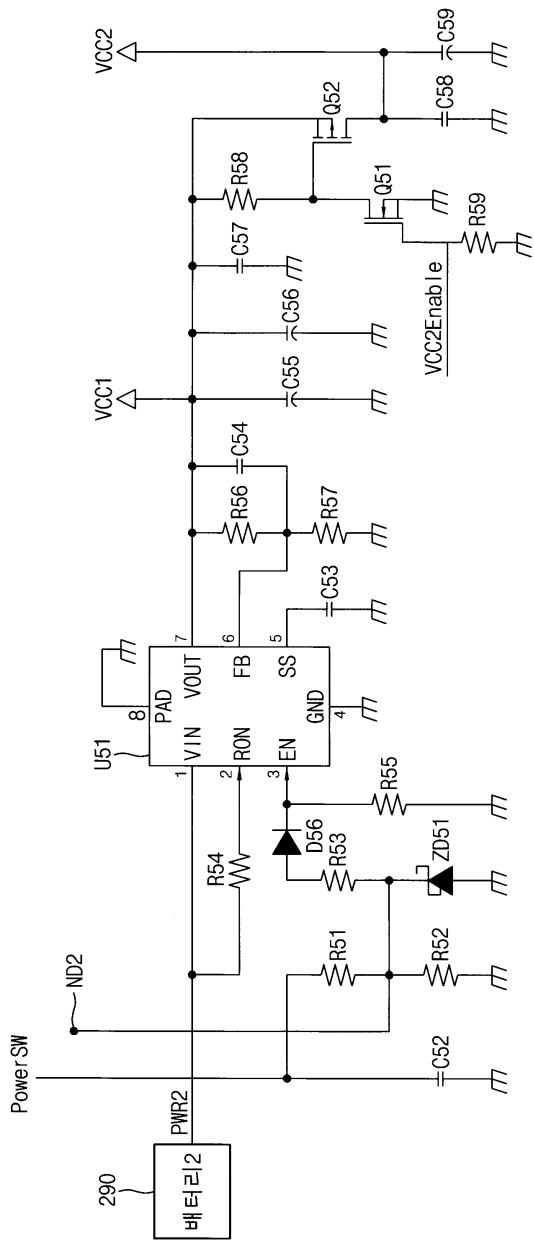 VCC2
C59
C58
Q52
Q51
R59
R58
VCC2Enable
C57
C56
VCC1
C55
C54
R56
R57
C53
7
6
5
8
PAD
VOUT
FB
SS
U51
VIN
RON
EN
GND
4
1
2
3
R54
D56
R53
R55
ZD51
ND2
R51
R52
PowerSW
C52
PWR2
290
배터리2